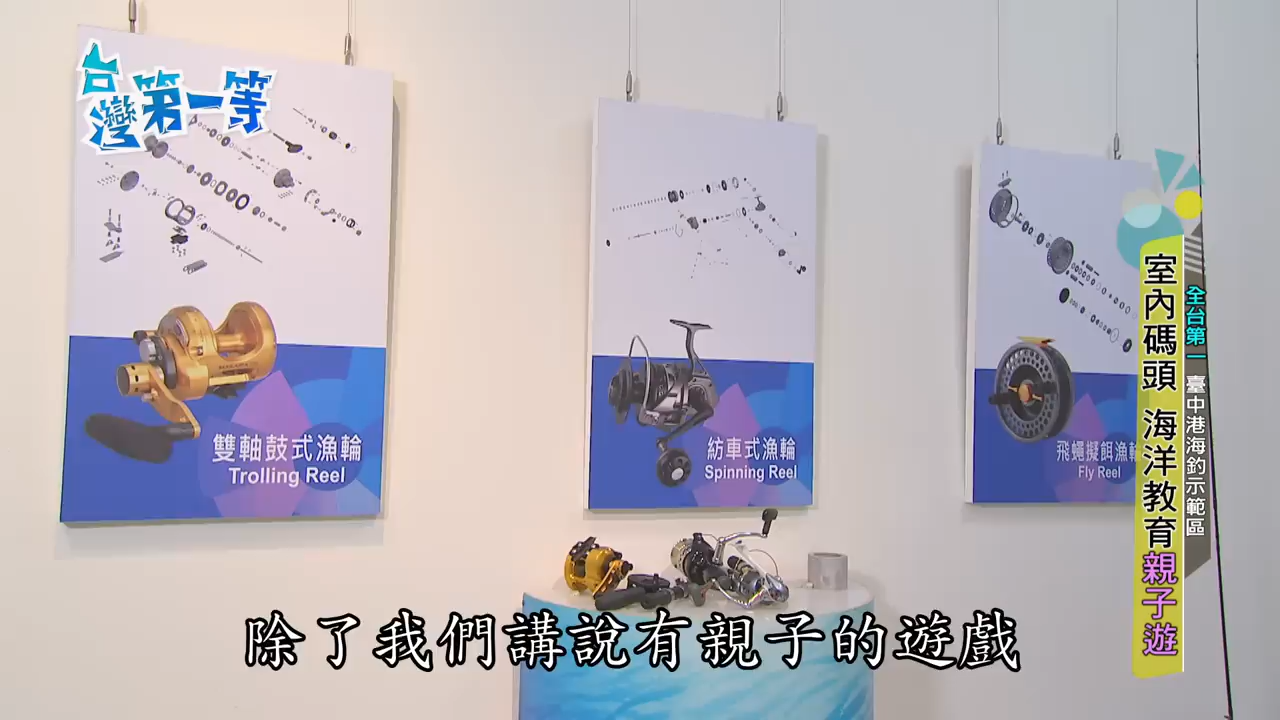 台灣第一等
雙軸鼓式漁輪
Trolling Reel
紡車式漁輪
Spinning Reel
飛蠅擬餌漁輪
Fly Reel
全台第一 臺中港海釣示範區
室內碼頭 海洋教育親子遊
除了我們講說有親子的遊戲